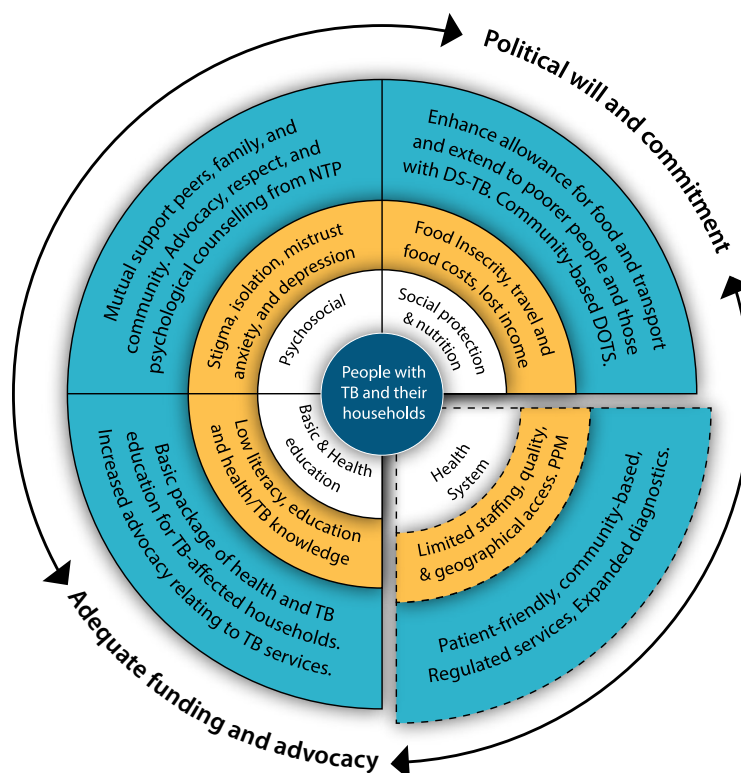 Political will and commitment
Mutual support peers, family, and
community. Advocacy, respect, and
psychological counselling from NTP
Enhance allowance for food and transport
and extend to poorer people and those
with DS-TB. Community-based DOTS.
Stigma, isolation, mistrust
anxiety, and depression
Food Insecrity, travel and
food costs, lost income
Psychosocial
Social protection
& nutrition
People with
TB and their
households
Basic & Health
education
Health
System
Low literacy, education
and health/TB knowledge
Limited staffing, quality,
& geographical access. PPM
Basic package of health and TB
education for TB-affected households.
Increased advocacy relating to TB services.
Patient-friendly, community-based,
Regulated services, Expanded diagnostics.
Adequate funding and advocacy